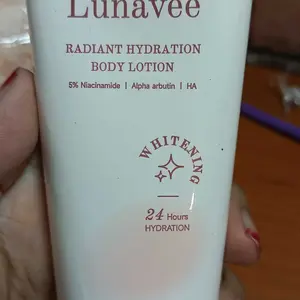 Lunavee
RADIANT HYDRATION
BODY LOTION
5% Niacinamide | Alpha arbutin | HA
WHITENING
24 Hours
HYDRATION